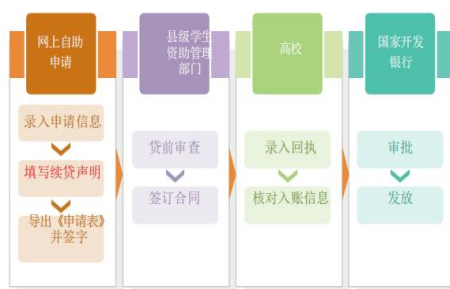 网上自助
申请
录入申请信息
填写续贷声明
导出《申请表》
并签字
县级学生
资助管理
部门
贷前审查
签订合同
高校
录入回执
核对入账信息
国家开发
银行
审批
发放